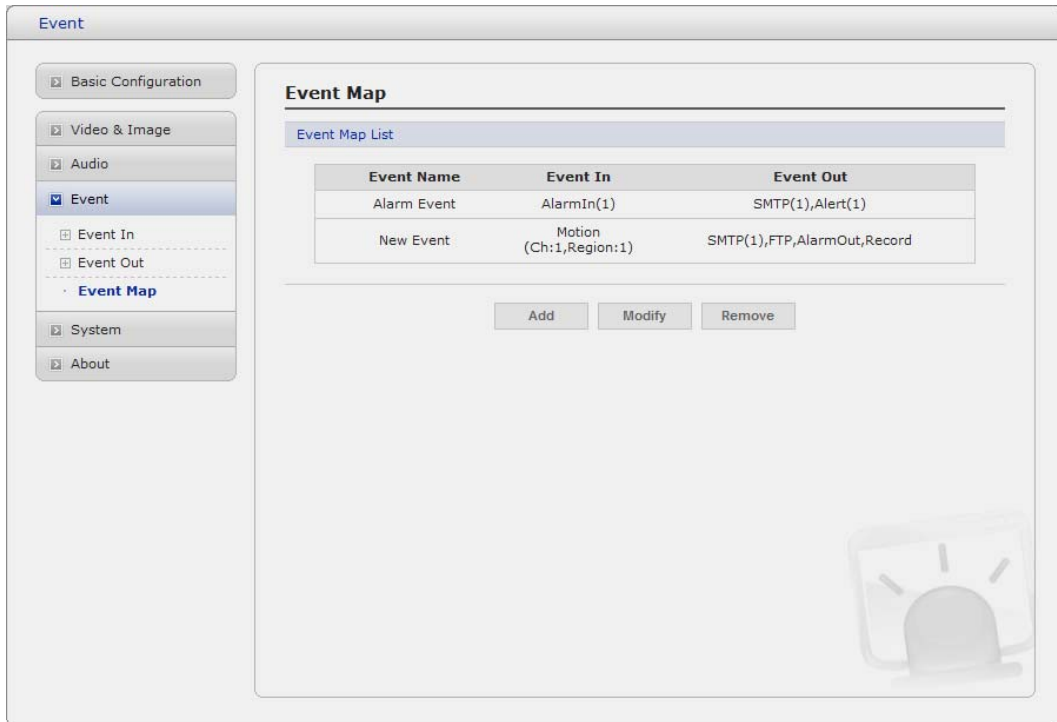 Event
Basic Configuration
Video & Image
Audio
Event
Event In
Event Out
Event Map
System
About
Event Map
Event Map List
Event Name Event In Event Out
Alarm Event AlarmIn(1) SMTP(1),Alert(1)
New Event Motion (Ch:1,Region:1) SMTP(1),FTP,AlarmOut,Record
Add Modify Remove